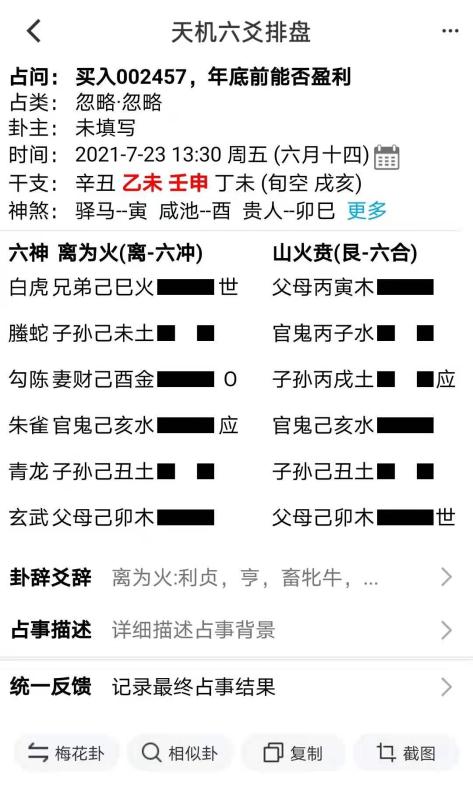 天机六爻排盘
占问： 买入002457，年底前能否盈利
占类： 忽略·忽略
卦主： 未填写
时间： 2021-7-23 13:30 周五 (六月十四)
干支： 辛丑 乙未 壬申 丁未 (旬空 戌亥)
神煞： 驿马--寅 咸池--酉 贵人--卯巳 更多
六神 离为火(离-六冲) 山火贲(艮-六合)
白虎 兄弟己巳火 世 父母丙寅木
螣蛇 子孙己未土 官鬼丙子水
勾陈 妻财己酉金 O 子孙丙戌土 应
朱雀 官鬼己亥水 应 官鬼己亥水
青龙 子孙己丑土 子孙己丑土
玄武 父母己卯木 父母己卯木 世
卦辞爻辞 离为火:利贞，亨，畜牝牛，...
占事描述 详细描述占事背景
统一反馈 记录最终占事结果
梅花卦 相似卦 复制 截图